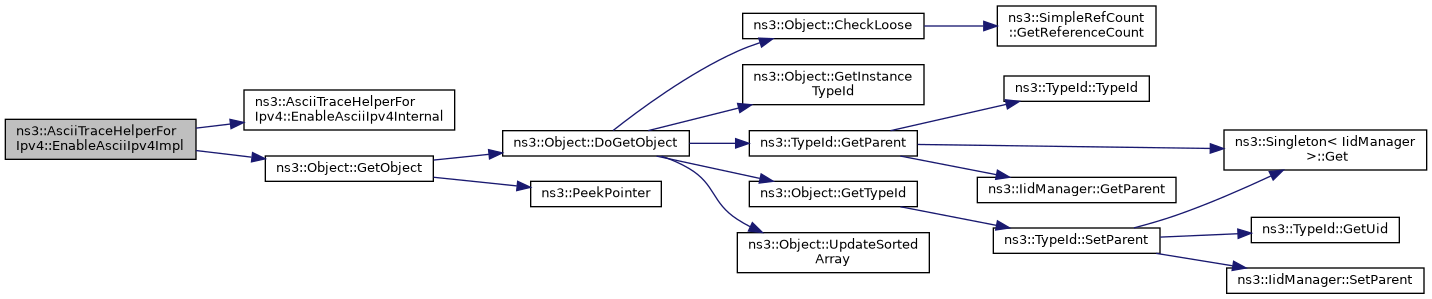 ns3::AsciiTraceHelperFor
Ipv4::EnableAsciiIpv4Impl
ns3::AsciiTraceHelperFor
Ipv4::EnableAsciiIpv4Internal
ns3::Object::GetObject
ns3::Object::DoGetObject
ns3::PeekPointer
ns3::Object::CheckLoose
ns3::Object::GetInstance
TypeId
ns3::TypeId::GetParent
ns3::Object::GetTypeId
ns3::Object::UpdateSorted
Array
ns3::SimpleRefCount
::GetReferenceCount
ns3::TypeId::TypeId
ns3::IidManager::GetParent
ns3::TypeId::SetParent
ns3::Singleton< IidManager
>::Get
ns3::TypeId::GetUid
ns3::IidManager::SetParent